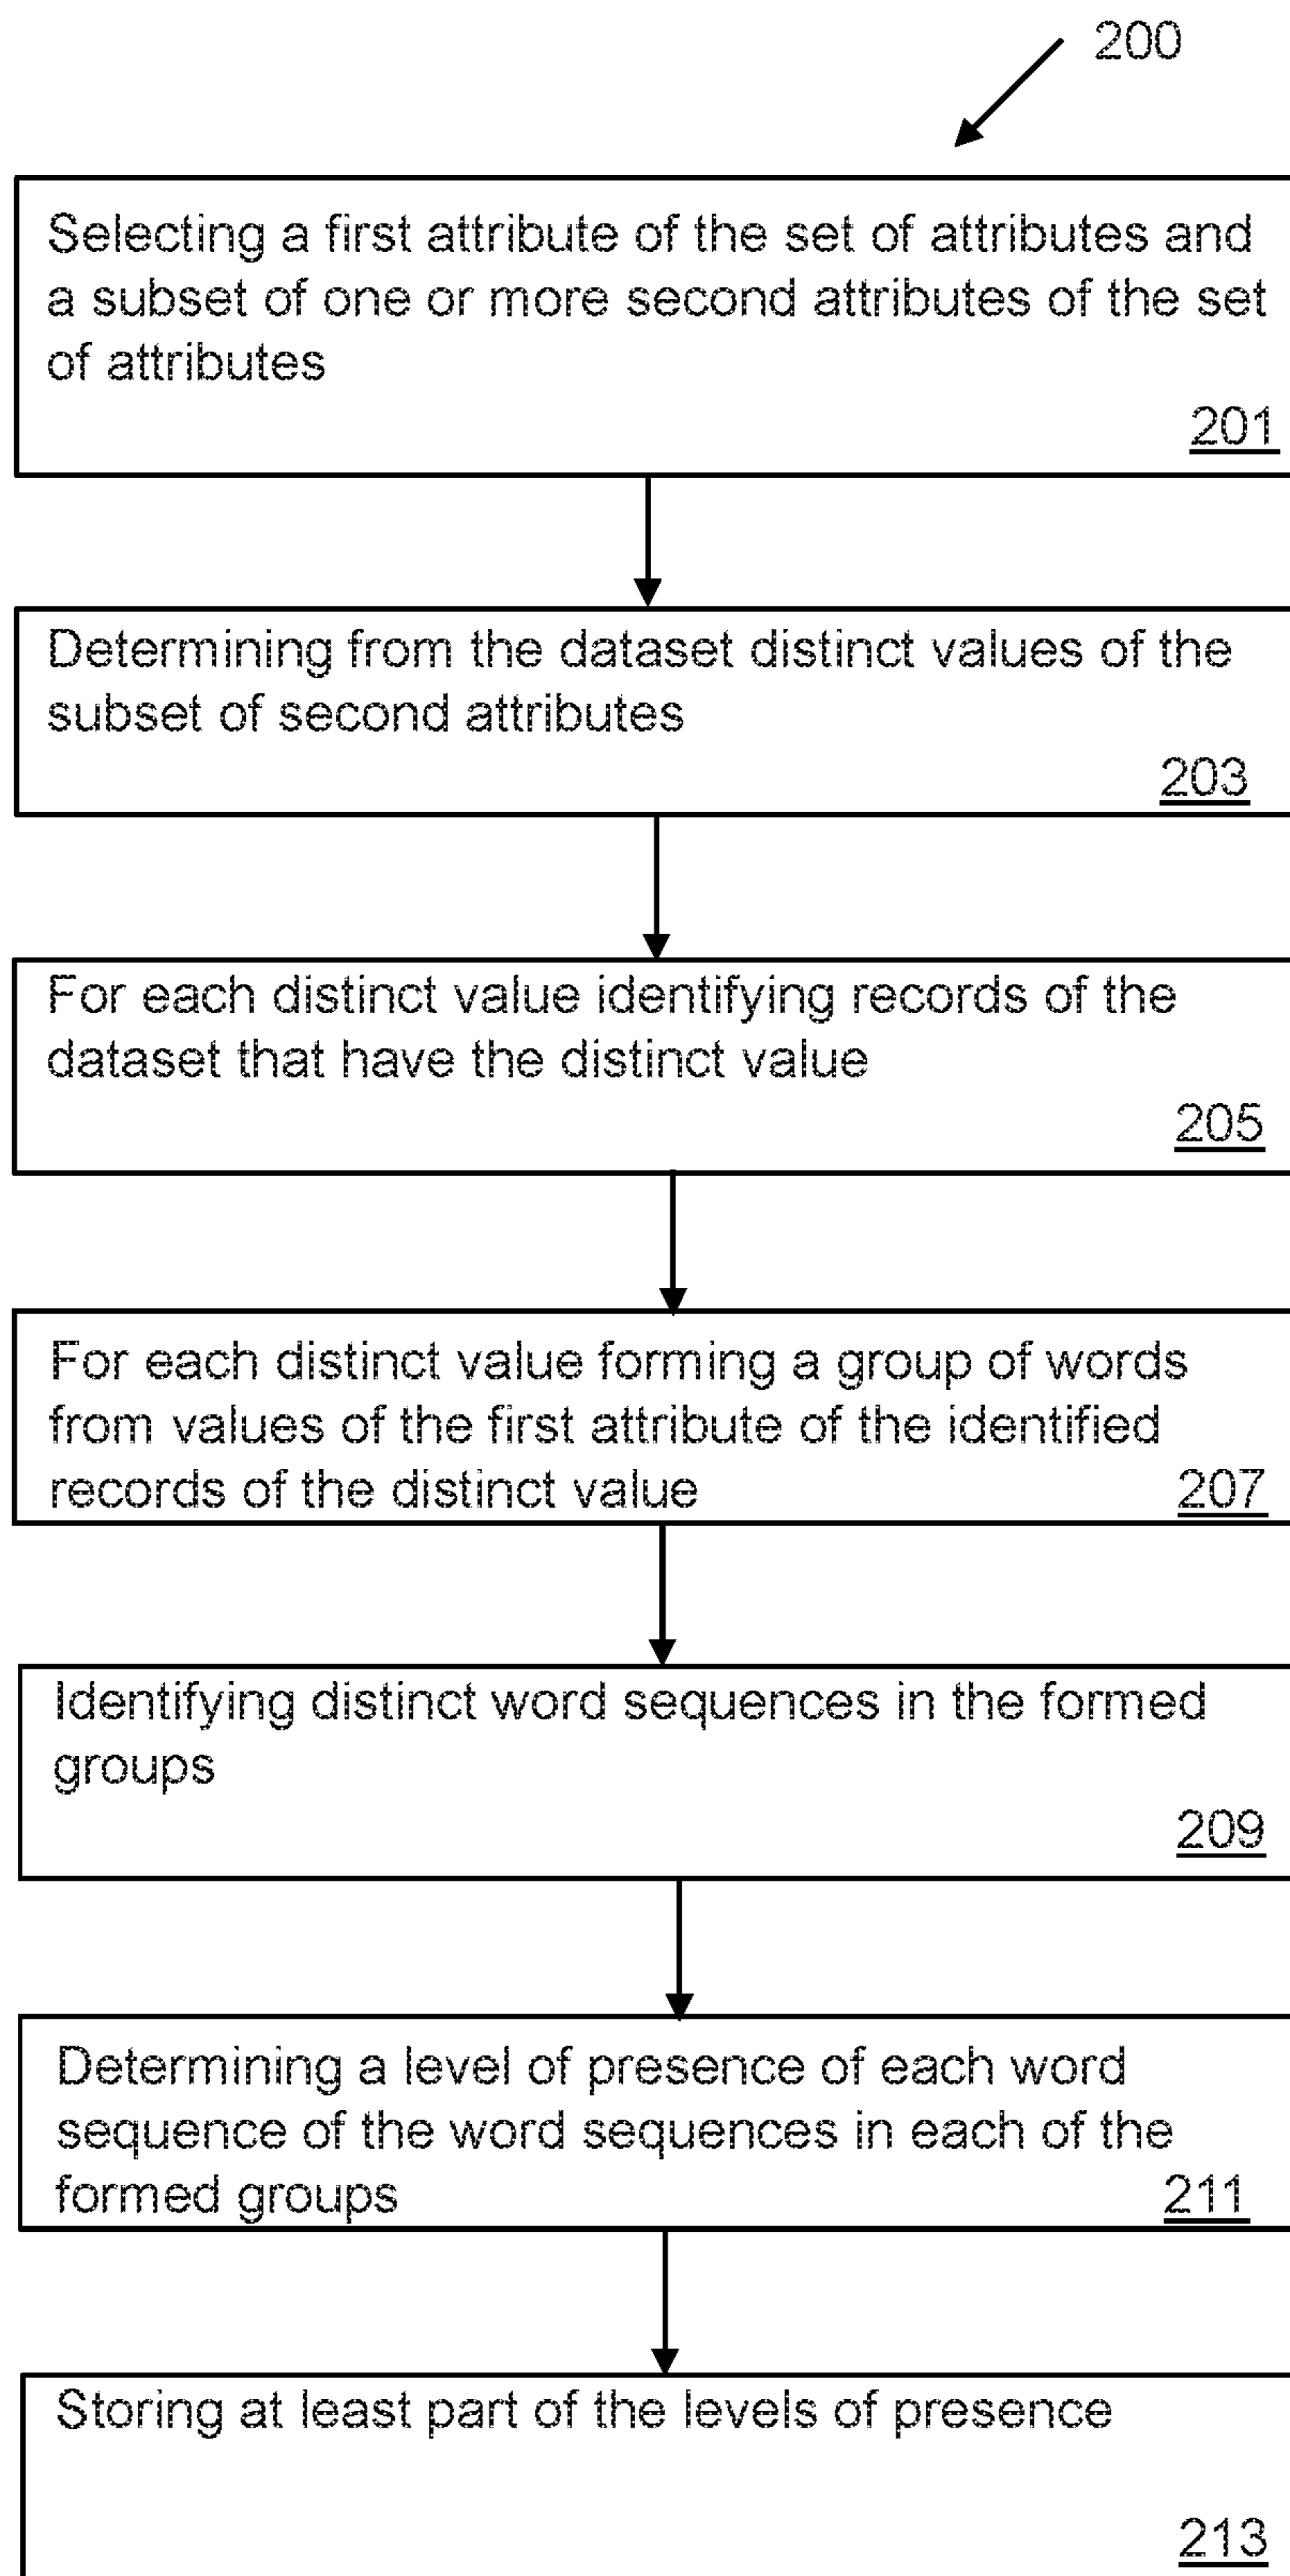 200
Selecting a first attribute of the set of attributes and
a subset of one or more second attributes of the set
of attributes
201
Determining from the dataset distinct values of the
subset of second attributes
203
For each distinct value identifying records of the
dataset that have the distinct value
205
For each distinct value forming a group of words
from values of the first attribute of the identified
records of the distinct value
207
Identifying distinct word sequences in the formed
groups
209
Determining a level of presence of each word
sequence of the word sequences in each of the
formed groups
211
Storing at least part of the levels of presence
213